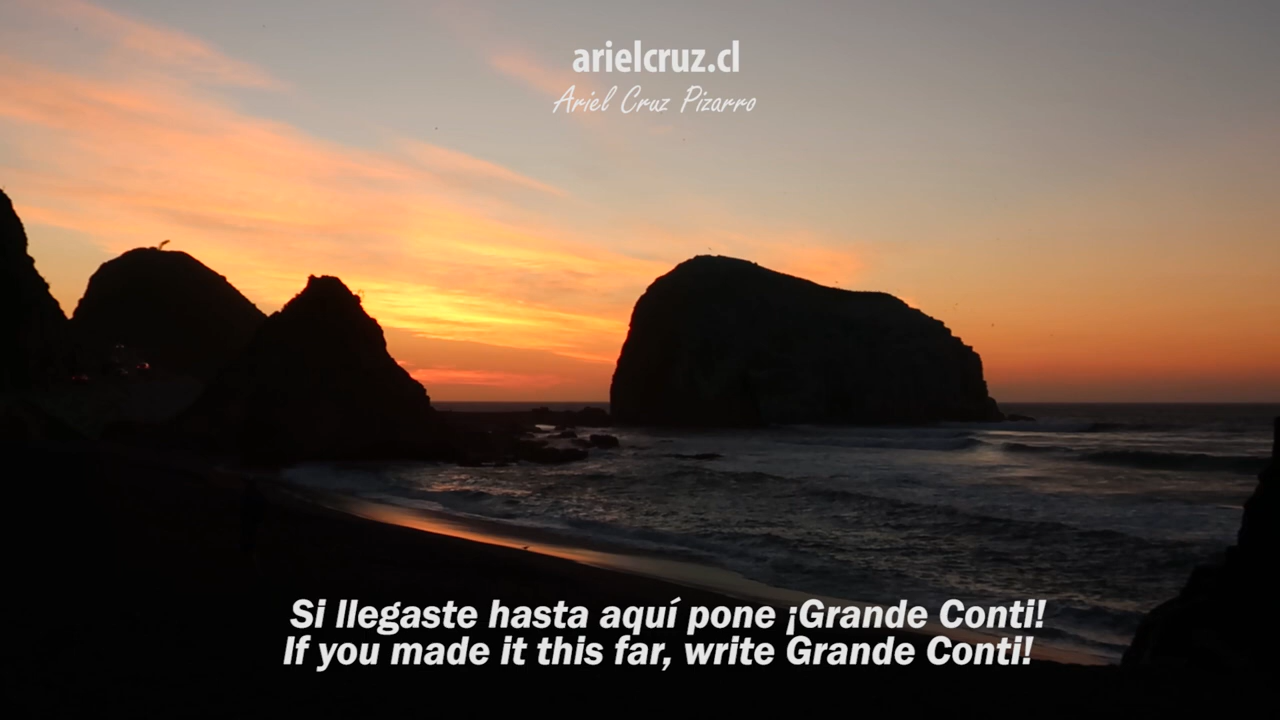 arielcruz.cl
Ariel Cruz Pizarro
Si llegaste hasta aquí pone ¡Grande Conti!
If you made it this far, write Grande Conti!